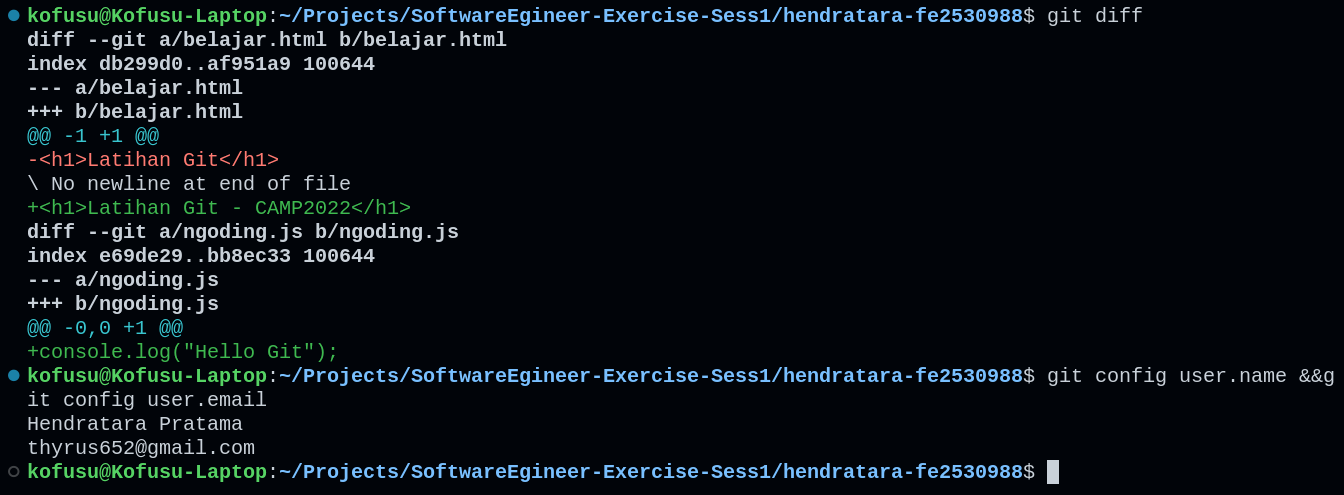 kofusu@Kofusu-Laptop:~/Projects/SoftwareEgineer-Exercise-Sess1/hendratara-fe2530988$ git diff
diff --git a/belajar.html b/belajar.html
index db299d0..af951a9 100644
--- a/belajar.html
+++ b/belajar.html
@@ -1 +1 @@
-<h1>Latihan Git</h1>
\ No newline at end of file
+<h1>Latihan Git - CAMP2022</h1>
diff --git a/ngoding.js b/ngoding.js
index e69de29..bb8ec33 100644
--- a/ngoding.js
+++ b/ngoding.js
@@ -0,0 +1 @@
+console.log("Hello Git");
kofusu@Kofusu-Laptop:~/Projects/SoftwareEgineer-Exercise-Sess1/hendratara-fe2530988$ git config user.name &&g
it config user.email
Hendratara Pratama
thyrus652@gmail.com
kofusu@Kofusu-Laptop:~/Projects/SoftwareEgineer-Exercise-Sess1/hendratara-fe2530988$